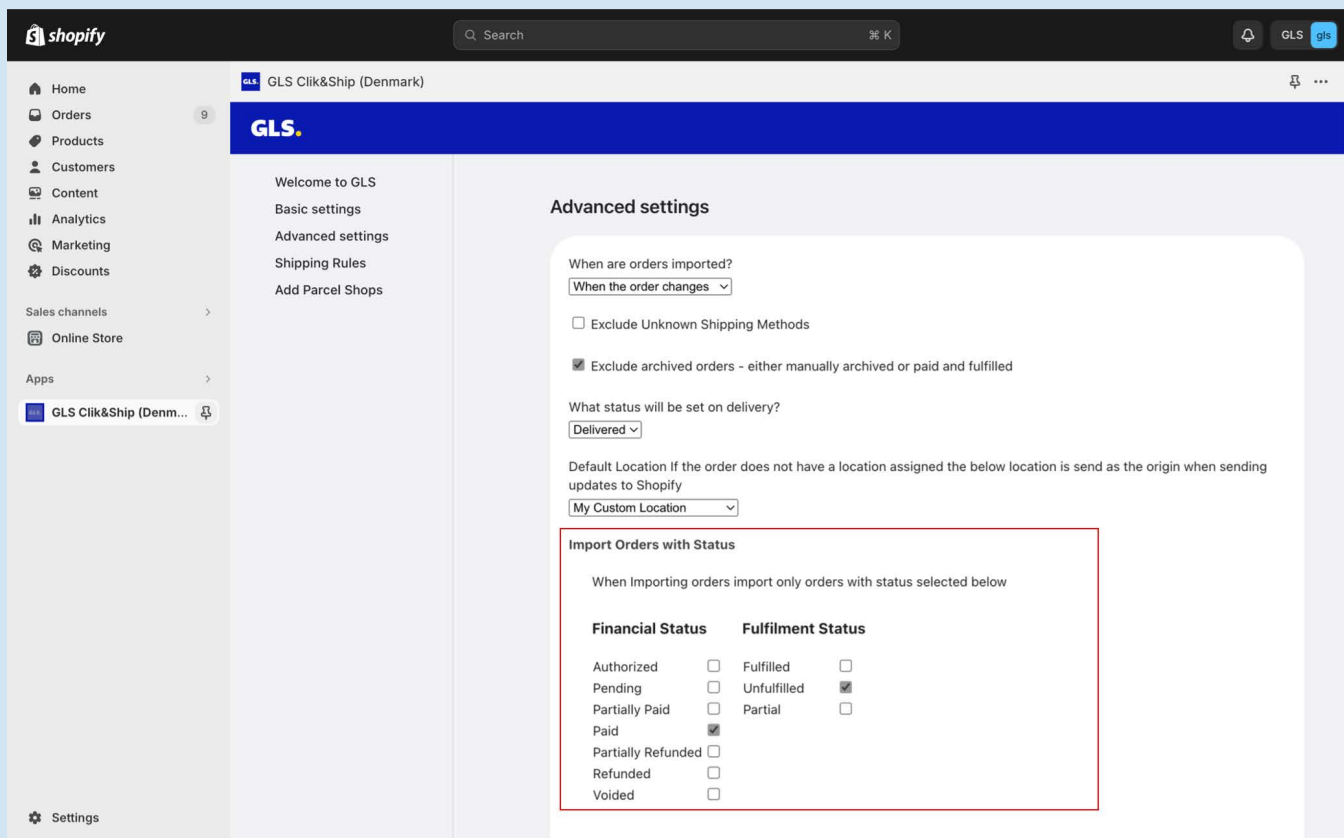 shopify
Search
⌘ K
GLS gls
Home
Orders 9
Products
Customers
Content
Analytics
Marketing
Discounts
Sales channels
Online Store
Apps
GLS Clik&Ship (Denm...
Settings
GLS. GLS Clik&Ship (Denmark)
GLS.
Welcome to GLS
Basic settings
Advanced settings
Shipping Rules
Add Parcel Shops
Advanced settings
When are orders imported?
When the order changes
Exclude Unknown Shipping Methods
Exclude archived orders - either manually archived or paid and fulfilled
What status will be set on delivery?
Delivered
Default Location If the order does not have a location assigned the below location is send as the origin when sending
updates to Shopify
My Custom Location
Import Orders with Status
When Importing orders import only orders with status selected below
Financial Status Fulfilment Status
Authorized Fulfilled
Pending Unfulfilled
Partially Paid Partial
Paid
Partially Refunded
Refunded
Voided